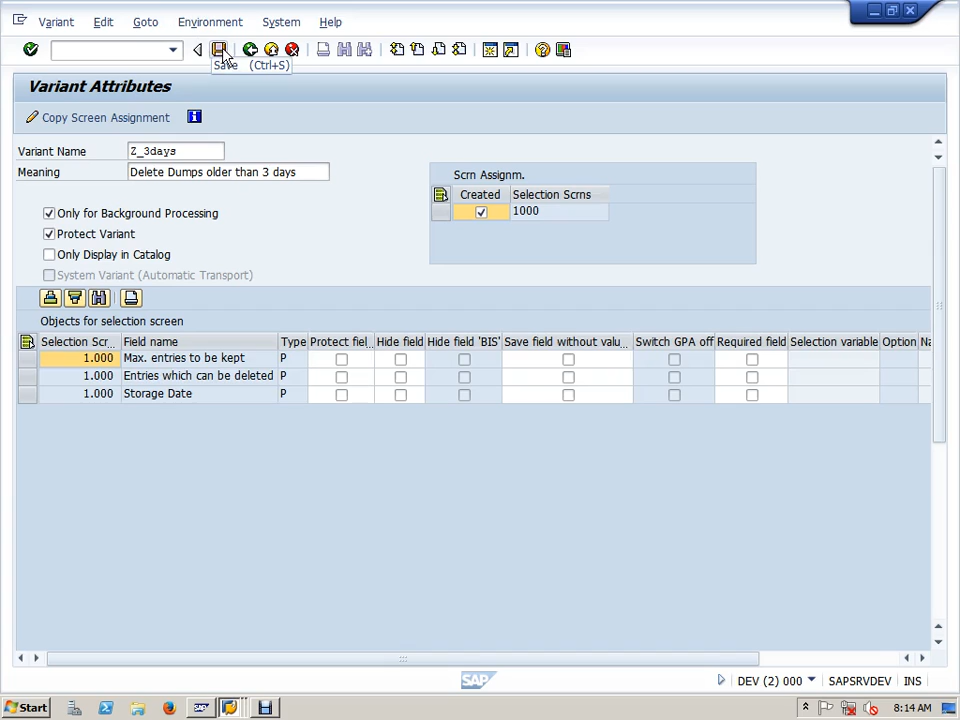 Variant Edit Goto Environment System Help
Save (Ctrl+S)
Variant Attributes
Copy Screen Assignment
Variant Name Z_3days
Meaning Delete Dumps older than 3 days
Scrn Assignm.
Created Selection Scrns
1000
Only for Background Processing
Protect Variant
Only Display in Catalog
System Variant (Automatic Transport)
Objects for selection screen
Selection Scr... Field name Type Protect fiel... Hide field Hide field 'BIS' Save field without valu... Switch GPA off Required field Selection variable Option Na
1.000 Max. entries to be kept P
1.000 Entries which can be deleted P
1.000 Storage Date P
SAP
DEV (2) 000 SAPSRVDEV INS
Start 8:14 AM